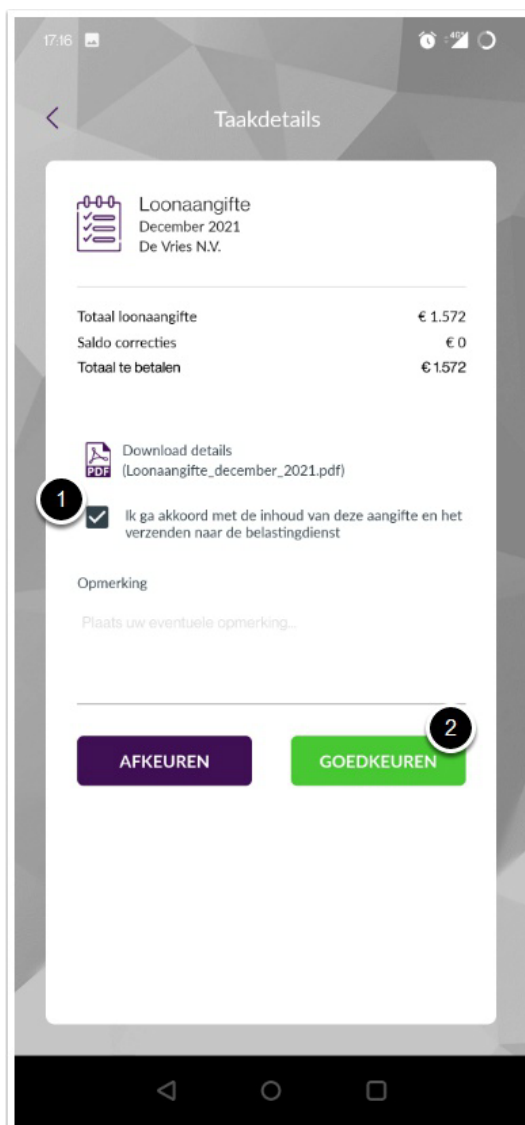 17:16
4G
Taakdetails
Loonaangifte
December 2021
De Vries N.V.
Totaal loonaangifte € 1.572
Saldo correcties € 0
Totaal te betalen € 1.572
PDF
Download details
(Loonaangifte_december_2021.pdf)
1
Ik ga akkoord met de inhoud van deze aangifte en het
verzenden naar de belastingdienst
Opmerking
Plaats uw eventuele opmerking...
2
AFKEUREN GOEDKEUREN